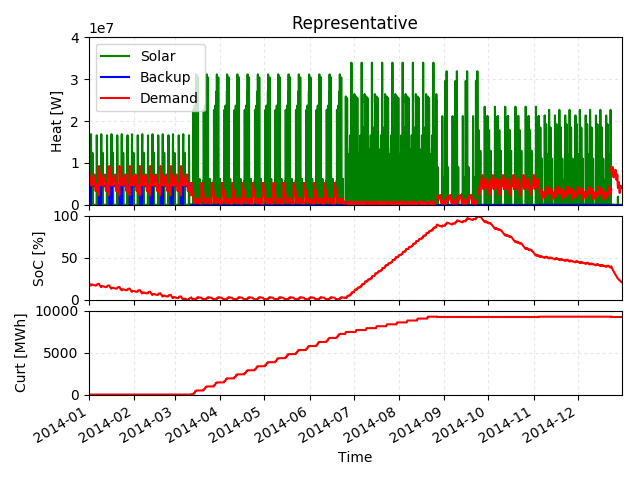 Representative
1e7
4
3
2
1
0
Heat [W]
Solar
Backup
Demand
100
50
0
SoC [%]
10000
5000
0
Curt [MWh]
2014-01
2014-02
2014-03
2014-04
2014-05
2014-06
2014-07
2014-08
2014-09
2014-10
2014-11
2014-12
Time